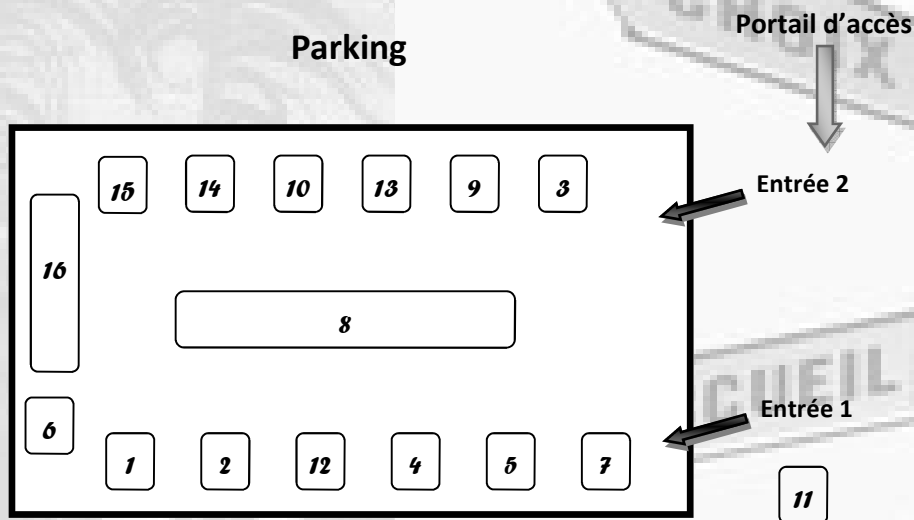 Portail d'accès
Parking
Entrée 2
15 14 10 13 9 3
16
8
Entrée 1
6
1 2 12 4 5 7
11
CUEIL